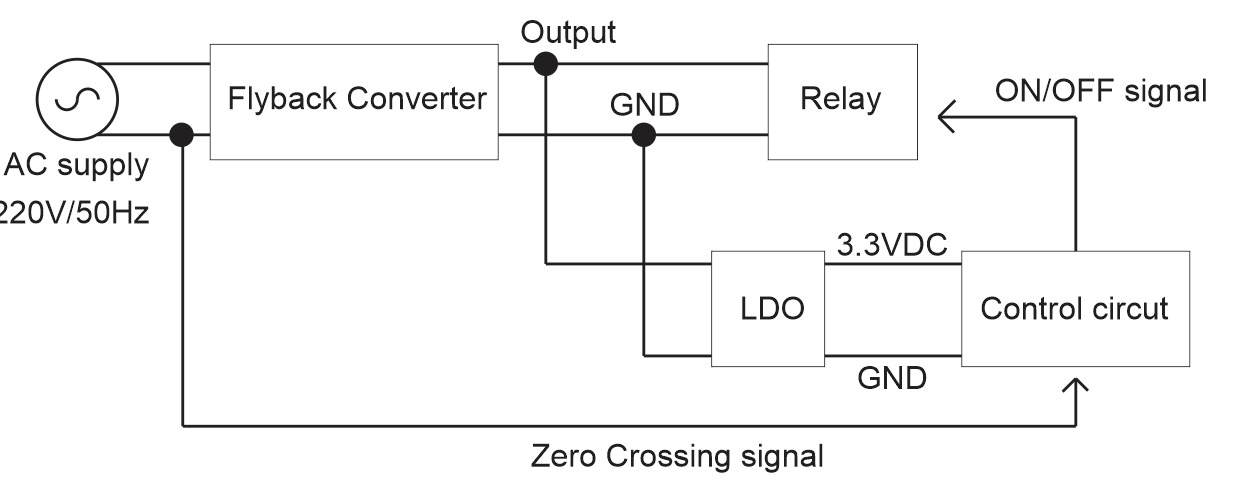 Output
Flyback Converter
GND
Relay
ON/OFF signal
AC supply
220V/50Hz
3.3VDC
LDO
Control circut
GND
Zero Crossing signal